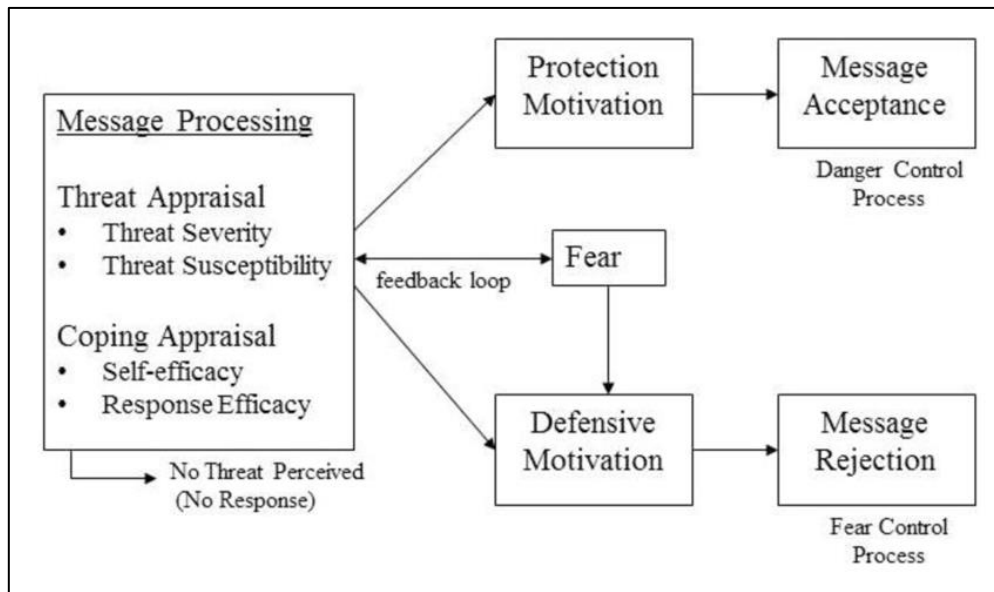 Message Processing
Threat Appraisal
• Threat Severity
• Threat Susceptibility
Coping Appraisal
• Self-efficacy
• Response Efficacy
No Threat Perceived
(No Response)
Protection
Motivation
Message
Acceptance
Danger Control
Process
Fear
feedback loop
Defensive
Motivation
Message
Rejection
Fear Control
Process